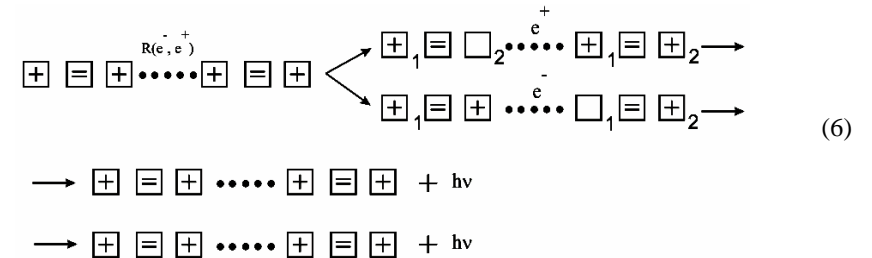 R(e⁻, e⁺)
e⁺
+ = + ••••• + = +
+ 1 = 2 ••••• + 1 = + 2 →
e⁻
+ 1 = + ••••• 1 = + 2 →
(6)
→ + = + ••••• + = + + hν
→ + = + ••••• + = + + hν